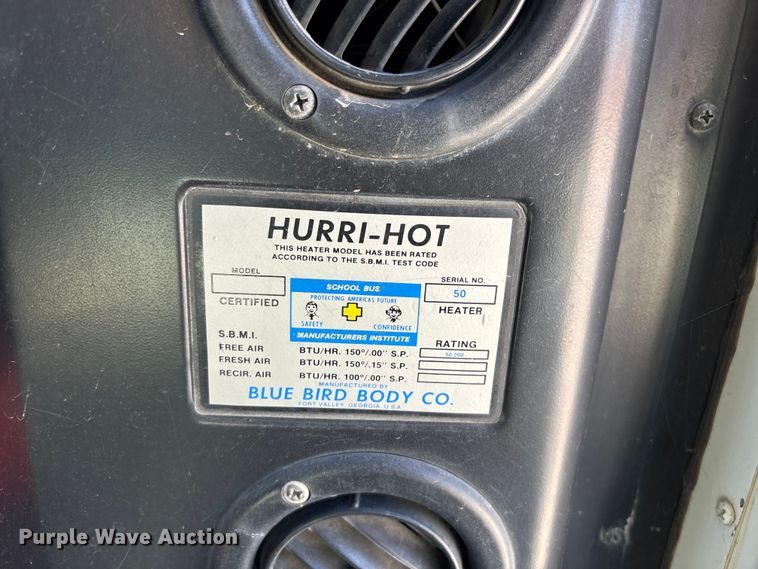 HURRI-HOT
THIS HEATER MODEL HAS BEEN RATED
ACCORDING TO THE S.B.M.I. TEST CODE
MODEL
CERTIFIED
SCHOOL BUS
PROTECTING AMERICAS FUTURE
SAFETY CONFIDENCE
MANUFACTURERS INSTITUTE
SERIAL NO.
50
HEATER
S.B.M.I. RATING
FREE AIR BTU/HR. 150°/.00" S.P. 50,000
FRESH AIR BTU/HR. 150°/.15" S.P.
RECIR. AIR BTU/HR. 100°/.00" S.P.
MANUFACTURED BY
BLUE BIRD BODY CO.
FORT VALLEY, GEORGIA, U.S.A.
Purple Wave Auction